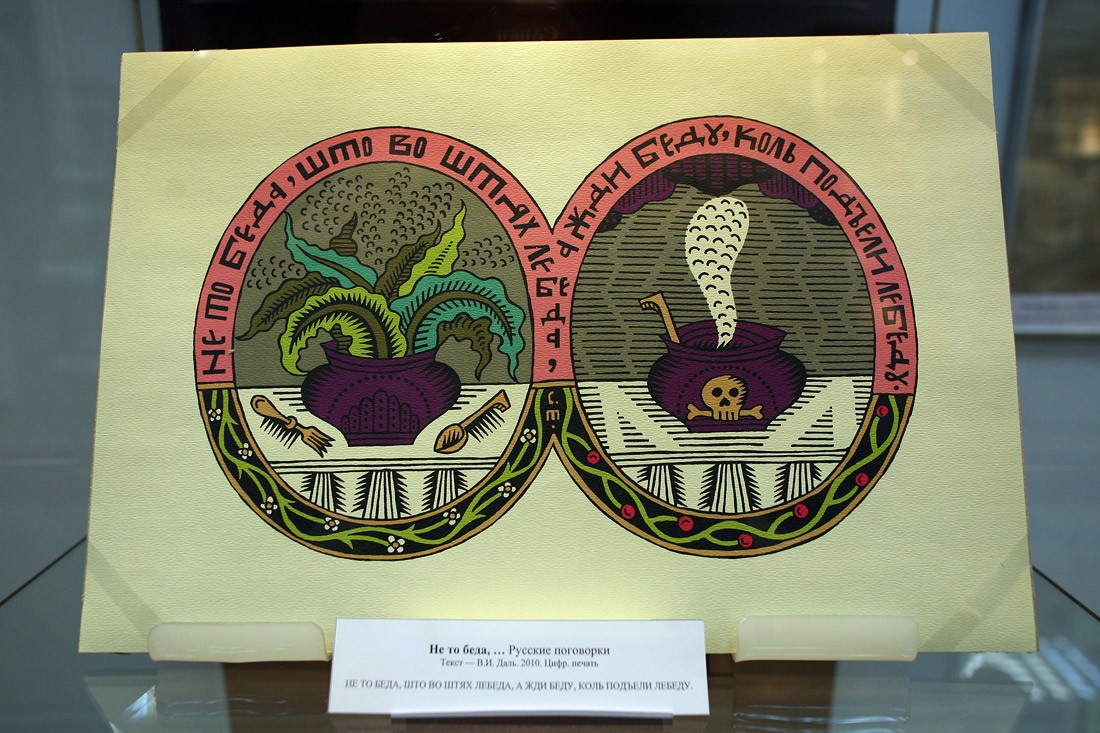 НЕ ТО БЕДА, ШТО ВО ШТЯХ ЛЕБЕДА,
А ЖДИ БЕДУ, КОЛЬ ПОДЪЕЛИ ЛЕБЕДУ.
Не то беда, ... Русские поговорки
Текст — В.И. Даль. 2010. Цифр. печать
НЕ ТО БЕДА, ШТО ВО ШТЯХ ЛЕБЕДА, А ЖДИ БЕДУ, КОЛЬ ПОДЪЕЛИ ЛЕБЕДУ.